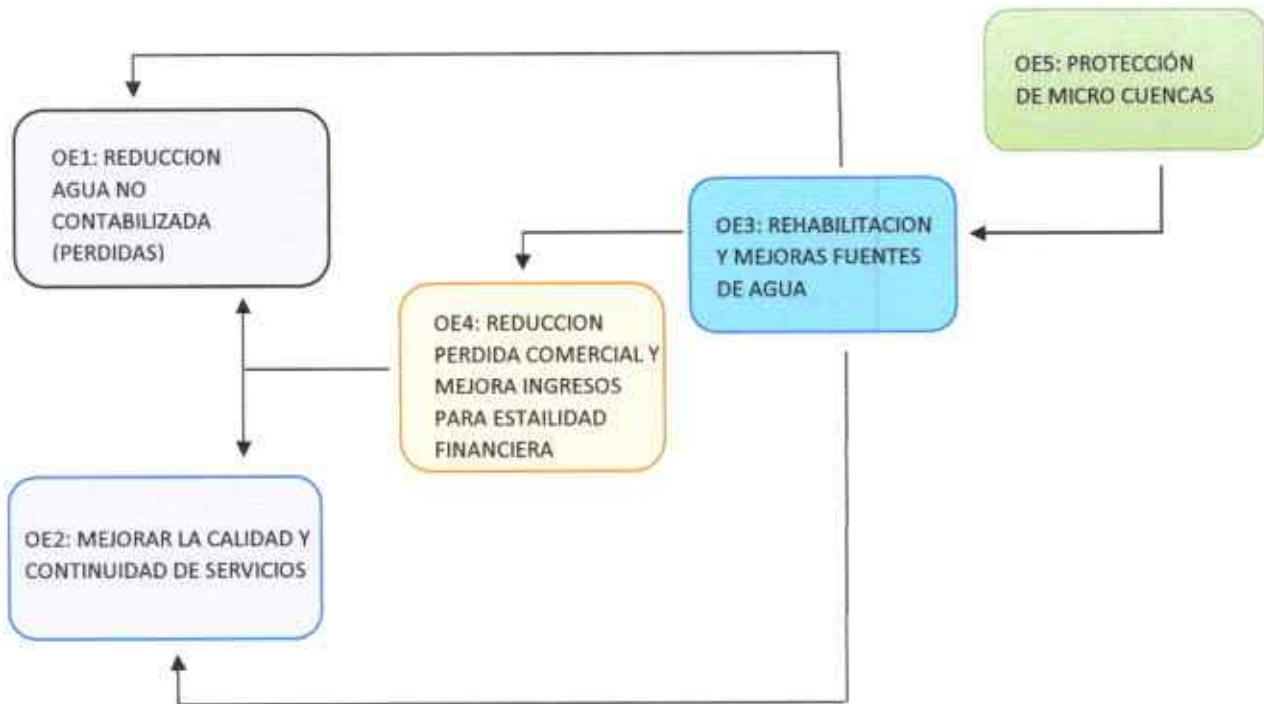 OE5: PROTECCIÓN
DE MICRO CUENCAS
OE1: REDUCCION
AGUA NO
CONTABILIZADA
(PERDIDAS)
OE3: REHABILITACION
Y MEJORAS FUENTES
DE AGUA
OE4: REDUCCION
PERDIDA COMERCIAL Y
MEJORA INGRESOS
PARA ESTAILIDAD
FINANCIERA
OE2: MEJORAR LA CALIDAD Y
CONTINUIDAD DE SERVICIOS